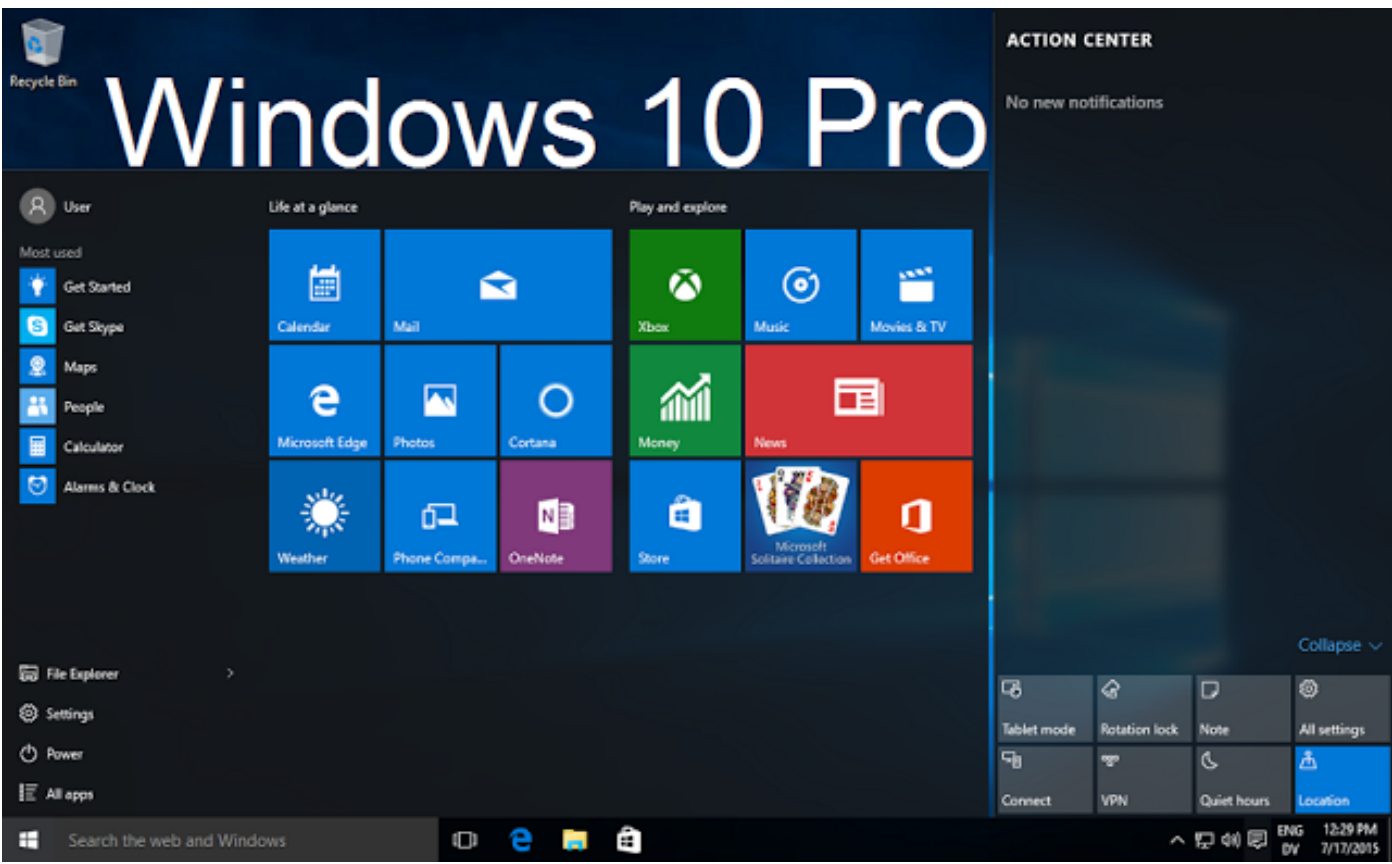 Recycle Bin
Windows 10 Pro
User
Most used
Get Started
Get Skype
Maps
People
Calculator
Alarms & Clock
File Explorer
Settings
Power
All apps
Life at a glance
Calendar
Mail
Microsoft Edge
Photos
Cortana
Weather
Phone Compa...
OneNote
Play and explore
Xbox
Music
Movies & TV
Money
News
Store
Microsoft
Solitaire Collection
Get Office
ACTION CENTER
No new notifications
Collapse
Tablet mode
Rotation lock
Note
All settings
Connect
VPN
Quiet hours
Location
Search the web and Windows
ENG
DV
12:29 PM
7/17/2015